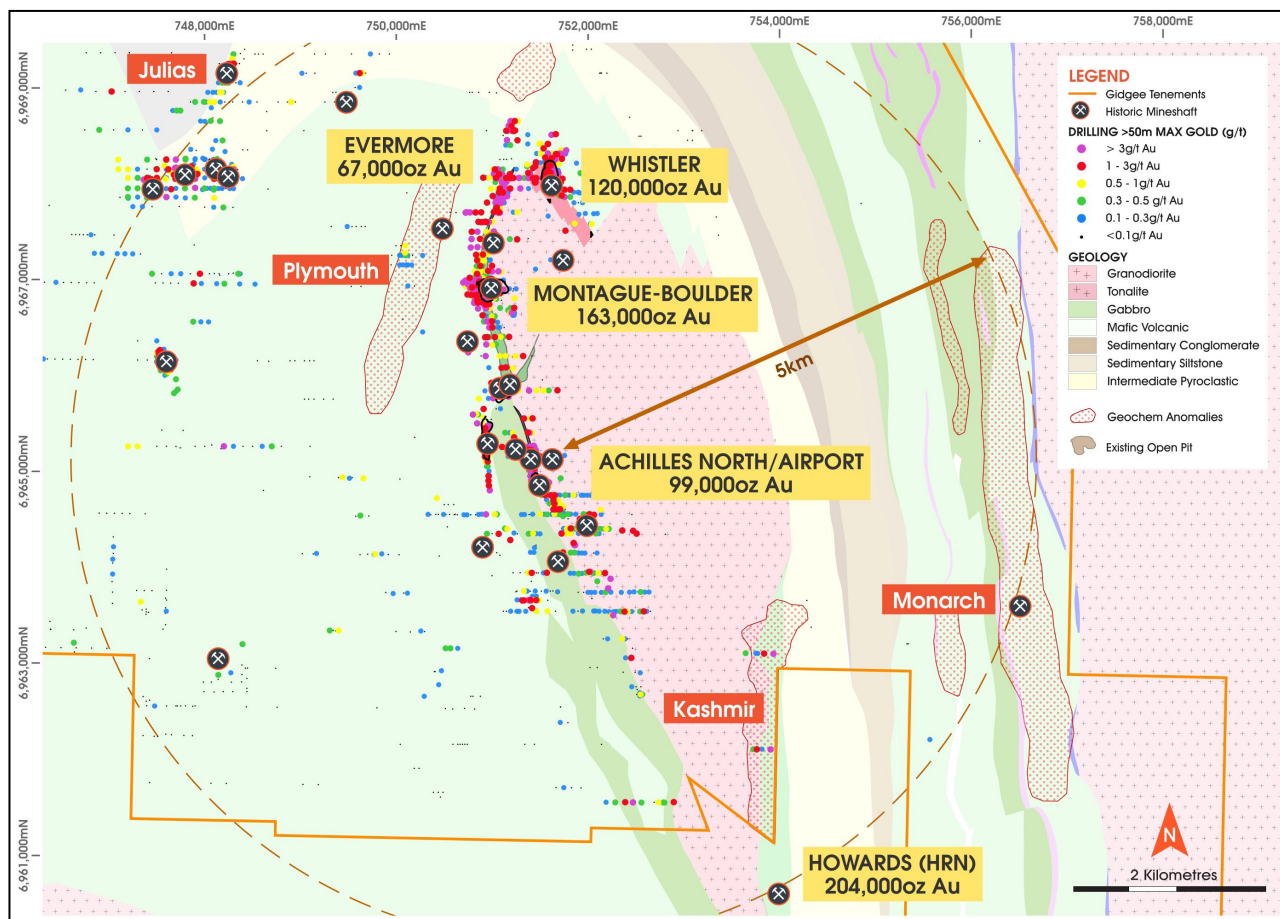 748,000mE
750,000mE
752,000mE
754,000mE
756,000mE
758,000mE
6,969,000mN
6,967,000mN
6,965,000mN
6,963,000mN
6,961,000mN
Julias
EVERMORE
67,000oz Au
WHISTLER
120,000oz Au
Plymouth
MONTAGUE-BOULDER
163,000oz Au
5km
ACHILLES NORTH/AIRPORT
99,000oz Au
Monarch
Kashmir
HOWARDS (HRN)
204,000oz Au
LEGEND
Gidgee Tenements
Historic Mineshaft
DRILLING >50m MAX GOLD (g/t)
> 3g/t Au
1 - 3g/t Au
0.5 - 1g/t Au
0.3 - 0.5 g/t Au
0.1 - 0.3g/t Au
<0.1g/t Au
GEOLOGY
Granodiorite
Tonalite
Gabbro
Mafic Volcanic
Sedimentary Conglomerate
Sedimentary Siltstone
Intermediate Pyroclastic
Geochem Anomalies
Existing Open Pit
N
2 Kilometres